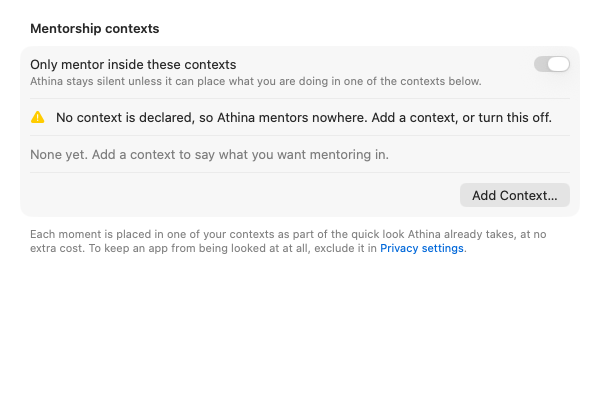 Mentorship contexts
Only mentor inside these contexts
Athina stays silent unless it can place what you are doing in one of the contexts below.
No context is declared, so Athina mentors nowhere. Add a context, or turn this off.
None yet. Add a context to say what you want mentoring in.
Add Context...
Each moment is placed in one of your contexts as part of the quick look Athina already takes, at no
extra cost. To keep an app from being looked at at all, exclude it in Privacy settings.